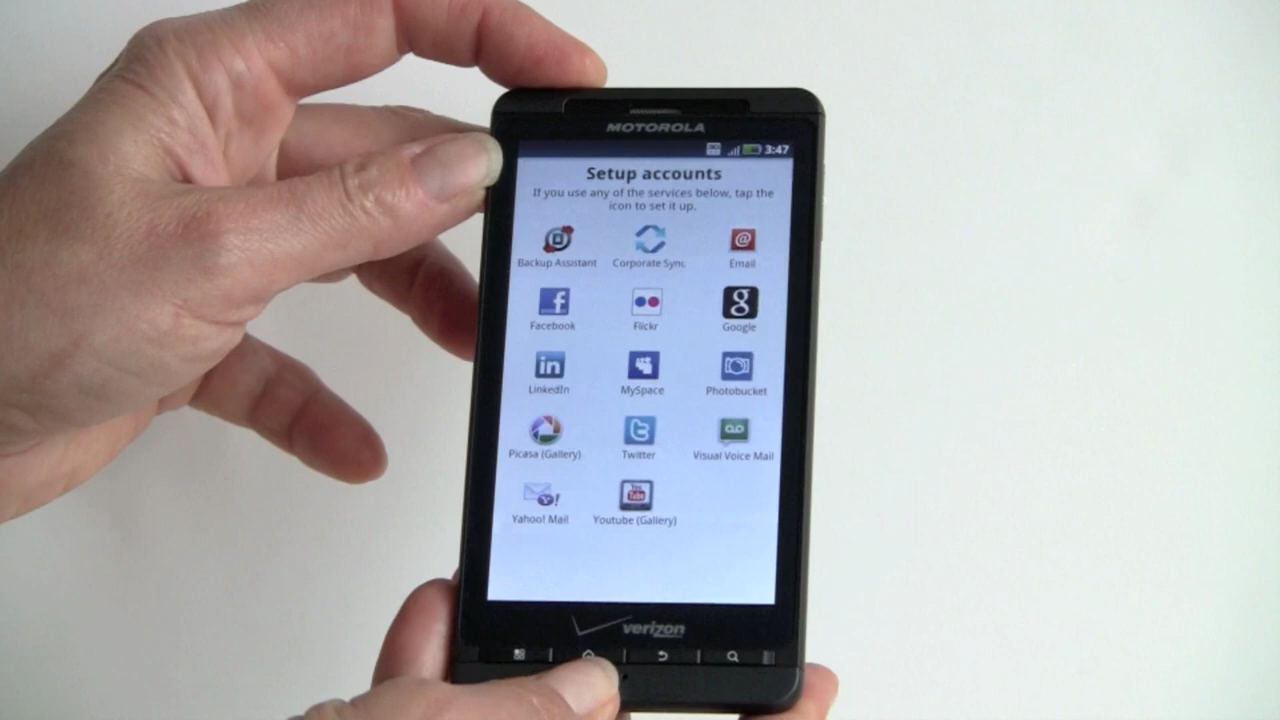 MOTOROLA
3:47
Setup accounts
If you use any of the services below, tap the
icon to set it up.
Backup Assistant
Corporate Sync
Email
Facebook
Flickr
Google
LinkedIn
MySpace
Photobucket
Picasa (Gallery)
Twitter
Visual Voice Mail
Yahoo! Mail
Youtube (Gallery)
verizon